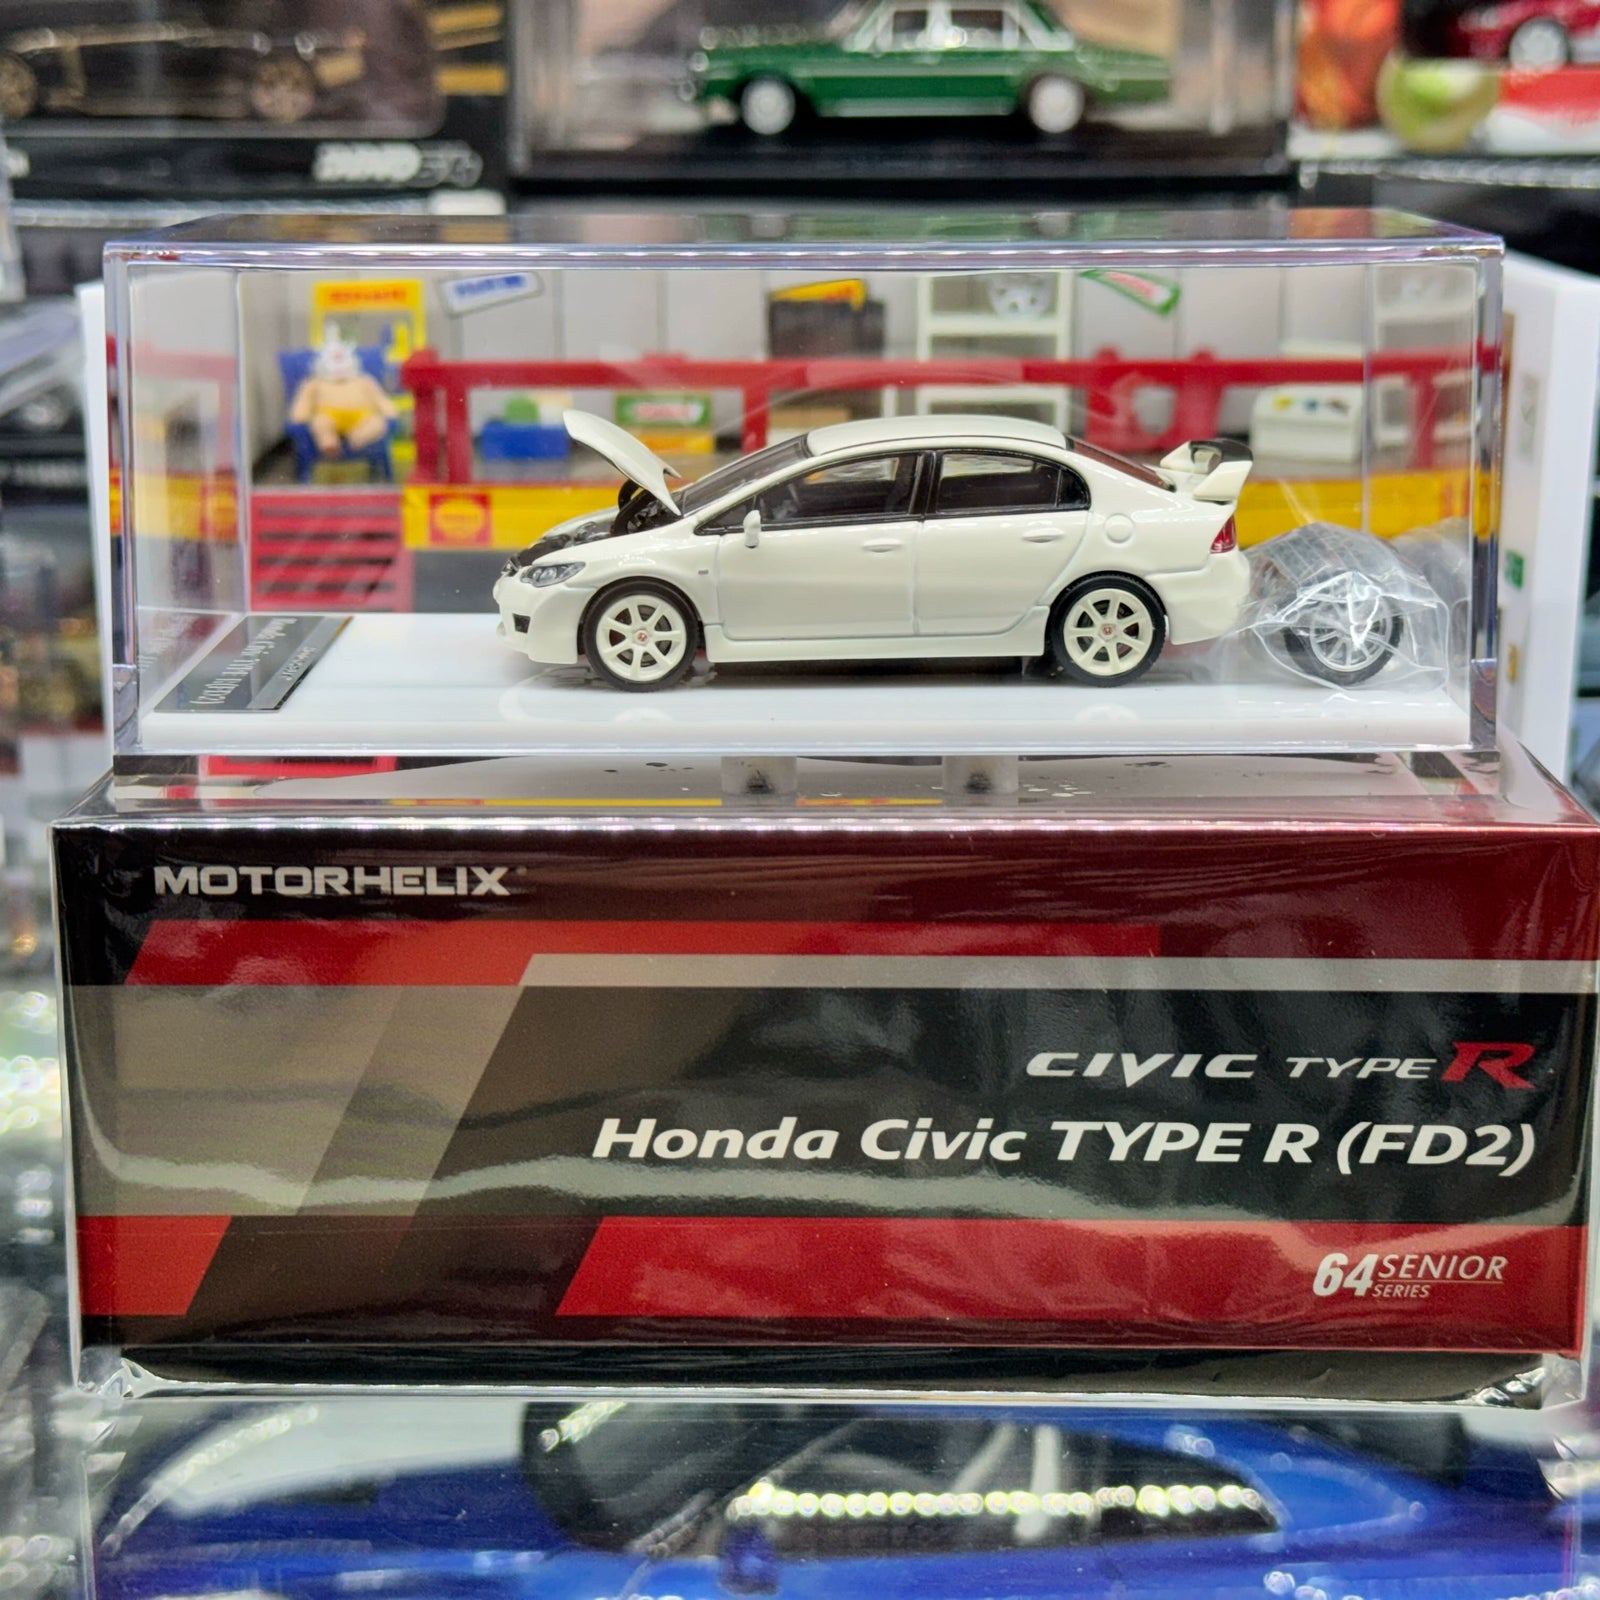 MOTORHELIX
CIVIC TYPE R
Honda Civic TYPE R (FD2)
64 SENIOR
SERIES